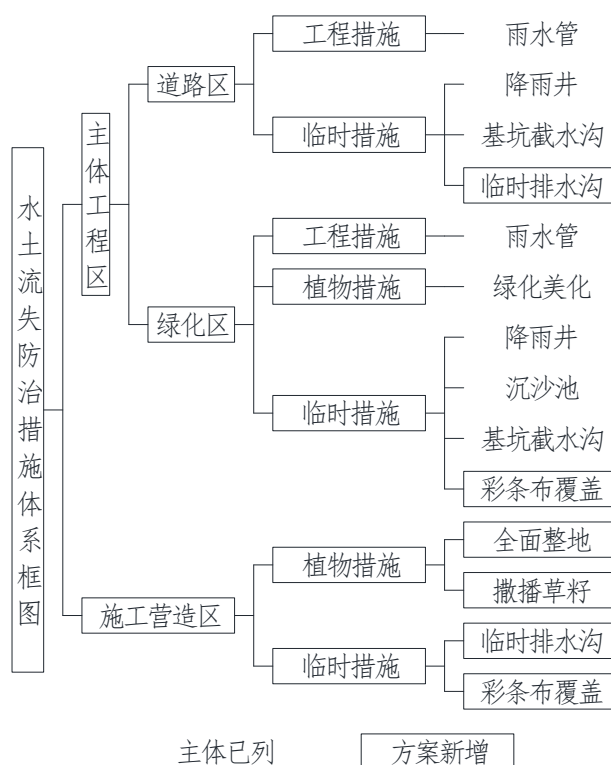 水土流失防治措施体系框图
主体工程区
道路区
工程措施
雨水管
临时措施
降雨井
基坑截水沟
临时排水沟
绿化区
工程措施
雨水管
植物措施
绿化美化
临时措施
降雨井
沉沙池
基坑截水沟
彩条布覆盖
施工营造区
植物措施
全面整地
撒播草籽
临时措施
临时排水沟
彩条布覆盖
主体已列
方案新增